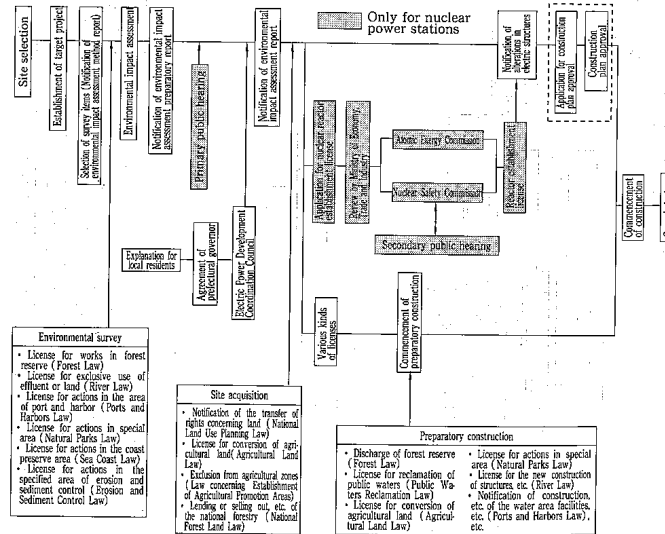 Only for nuclear
power stations
Site selection
Establishment of target project
Selection of survey items (Notification of
environmental impact assessment method report)
Environmental impact assessment
Notification of environmental impact
assessment preparatory report
Primary public hearing
Notification of environmental
impact assessment report
Notification of
alterations in
electric structures
Application for construction
plan approval
Construction
plan approval
Application for nuclear reactor
establishment license
Review by Ministry of Economy,
Trade and Industry
Atomic Energy Commission
Nuclear Safety Commission
Reactor establishment
license
Secondary public hearing
Explanation for
local residents
Agreement of
prefectural governor
Electric Power Development
Coordination Council
Commencement
of construction
Various kinds
of licenses
Commencement of
preparatory construction
Environmental survey
• License for works in forest
reserve (Forest Law)
• License for exclusive use of
effluent or land (River Law)
• License for actions in the area
of port and harbor (Ports and
Harbors Law)
• License for actions in special
area (Natural Parks Law)
• License for actions in the coast
preserve area (Sea Coast Law)
• License for actions in the
specified area of erosion and
sediment control (Erosion and
Sediment Control Law)
Site acquisition
• Notification of the transfer of
rights concerning land (National
Land Use Planning Law)
• License for conversion of agri-
cultural land (Agricultural Land
Law)
• Exclusion from agricultural zones
(Law concerning Establishment
of Agricultural Promotion Areas)
• Lending or selling out, etc. of
the national forestry (National
Forest Land Law)
Preparatory construction
• Discharge of forest reserve
(Forest Law)
• License for reclamation of
public waters (Public Wa-
ters Reclamation Law)
• License for conversion of
agricultural land (Agricul-
tural Land Law)
• License for actions in special
area (Natural Parks Law)
• License for the new construction
of structures, etc. (River Law)
• Notification of construction,
etc. of the water area facilities,
etc. (Ports and Harbors Law),
etc.